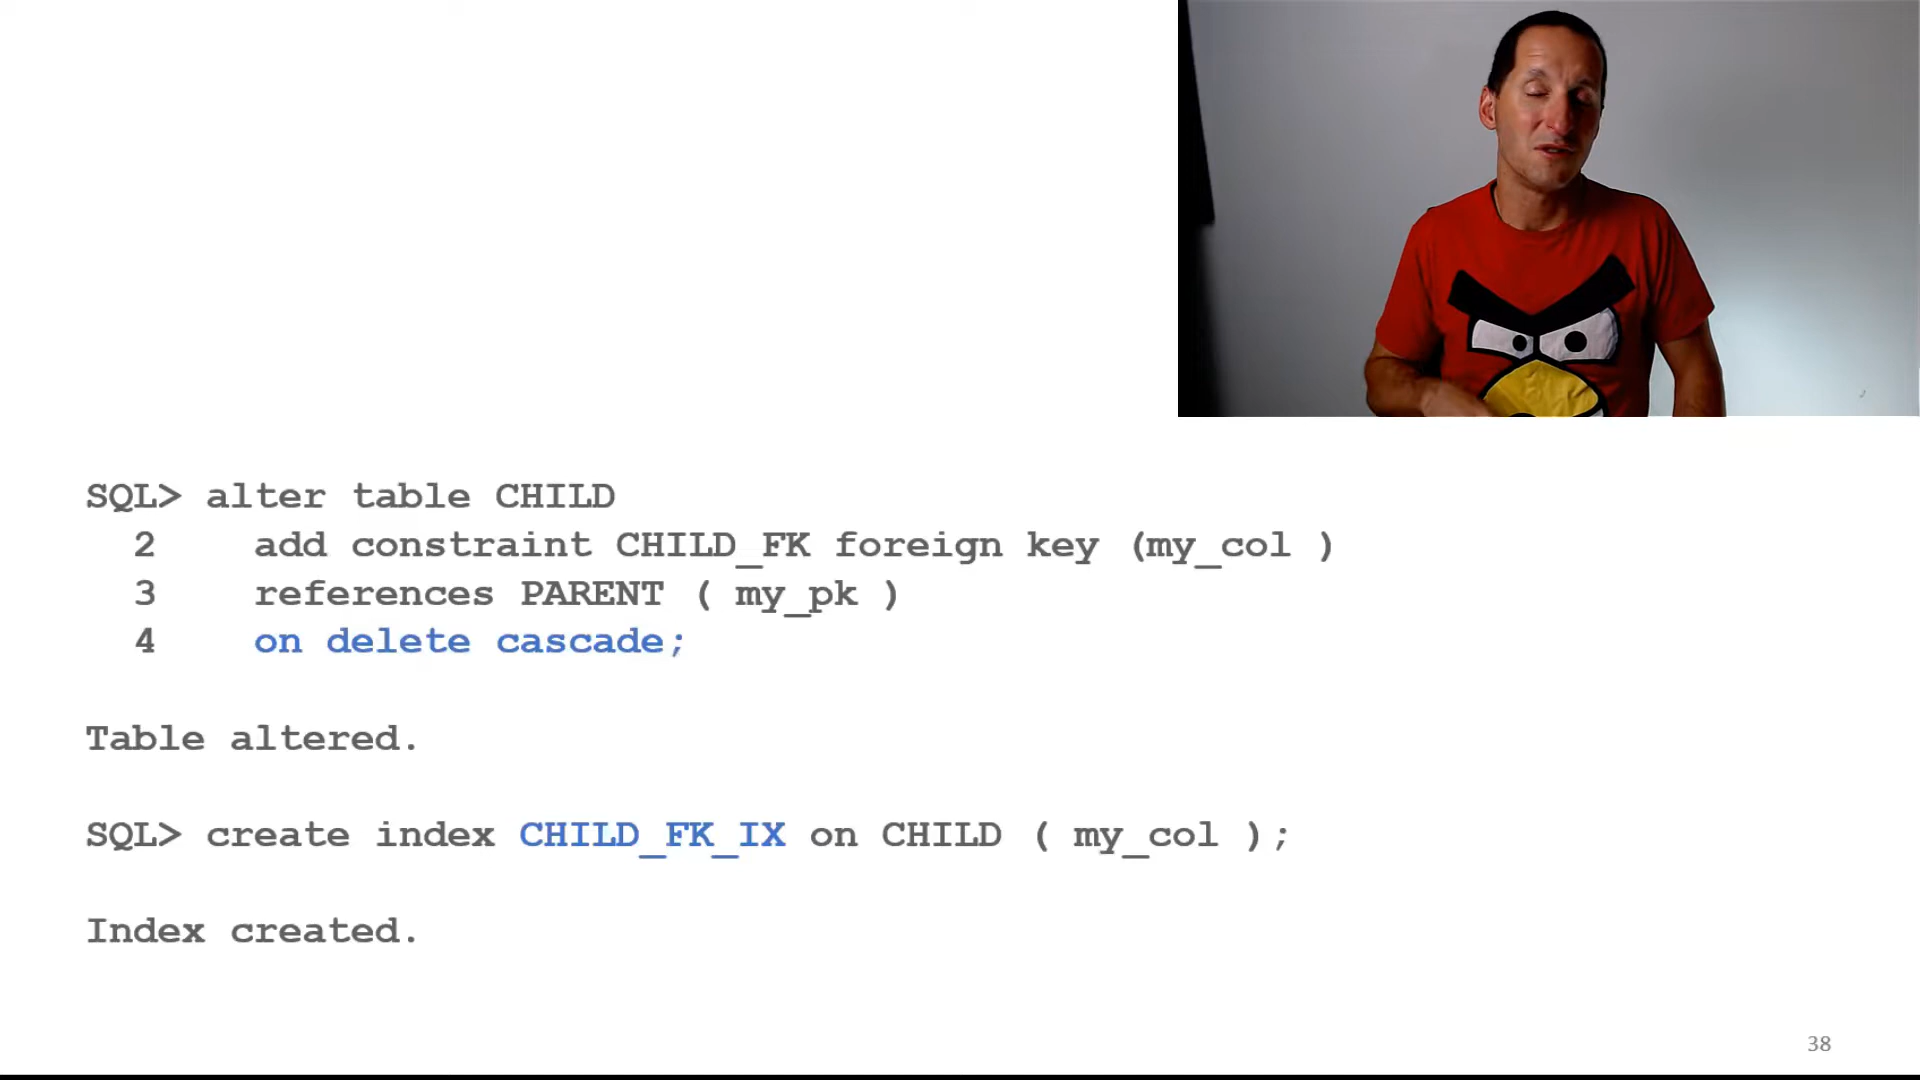 SQL> alter table CHILD
2 add constraint CHILD_FK foreign key (my_col )
3 references PARENT ( my_pk )
4 on delete cascade;
Table altered.
SQL> create index CHILD_FK_IX on CHILD ( my_col );
Index created.
38